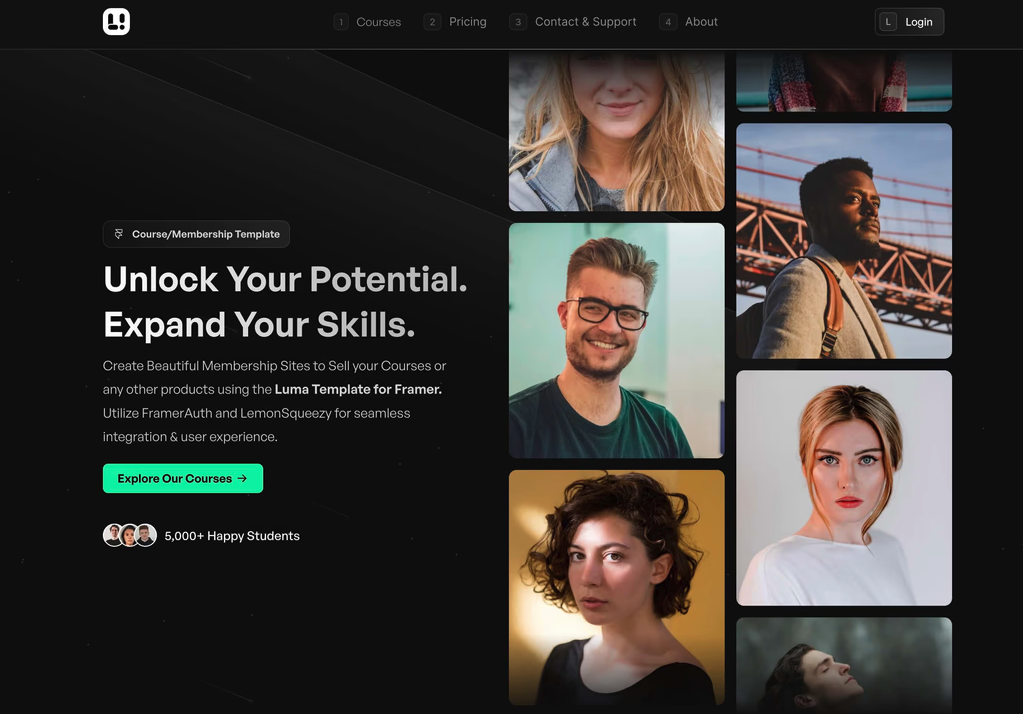 1 Courses 2 Pricing 3 Contact & Support 4 About L Login
Course/Membership Template
Unlock Your Potential.
Expand Your Skills.
Create Beautiful Membership Sites to Sell your Courses or
any other products using the Luma Template for Framer.
Utilize FramerAuth and LemonSqueezy for seamless
integration & user experience.
Explore Our Courses →
5,000+ Happy Students